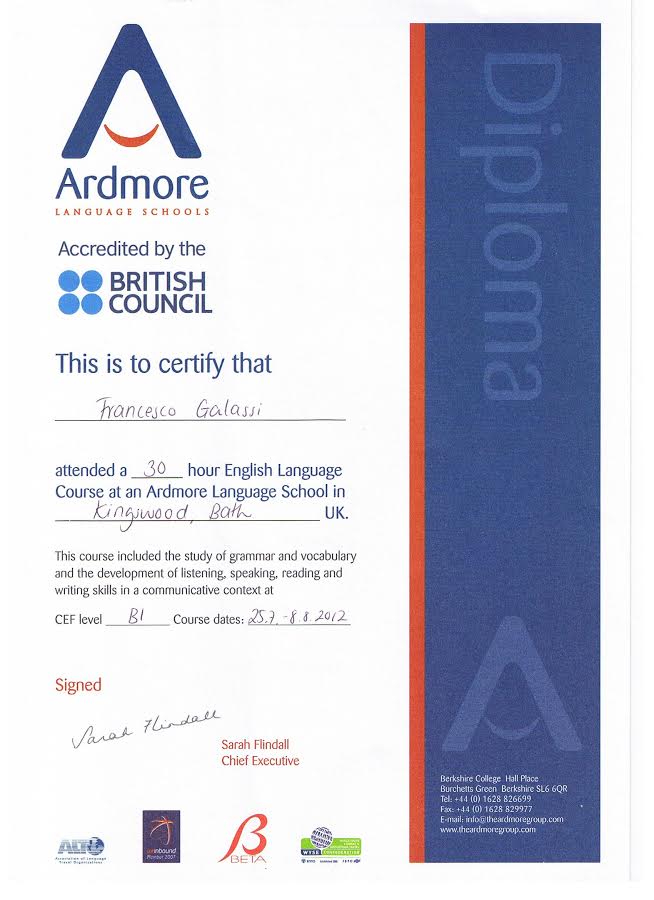 Ardmore
LANGUAGE SCHOOLS
Accredited by the
BRITISH
COUNCIL
This is to certify that
Francesco Galassi
attended a 30 hour English Language
Course at an Ardmore Language School in
Kingswood, Bath UK.
This course included the study of grammar and vocabulary
and the development of listening, speaking, reading and
writing skills in a communicative context at
CEF level B1 Course dates: 25.7.-8.8.2012
Signed
Sarah Flindall
Sarah Flindall
Chief Executive
ALTO
Association of Language
Travel Organisations
ukinbound
Member 2007
BETA
WYSE
CONFEDERATION
Diploma
Berkshire College Hall Place
Burchetts Green Berkshire SL6 6QR
Tel: +44 (0) 1628 826699
Fax: +44 (0) 1628 829977
E-mail: info@theardmoregroup.com
www.theardmoregroup.com